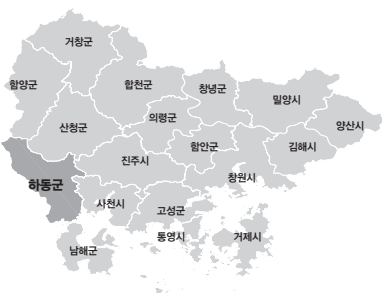 거창군
함양군
합천군
창녕군
밀양시
의령군
양산시
산청군
함안군
김해시
진주시
창원시
하동군
사천시
고성군
통영시
거제시
남해군